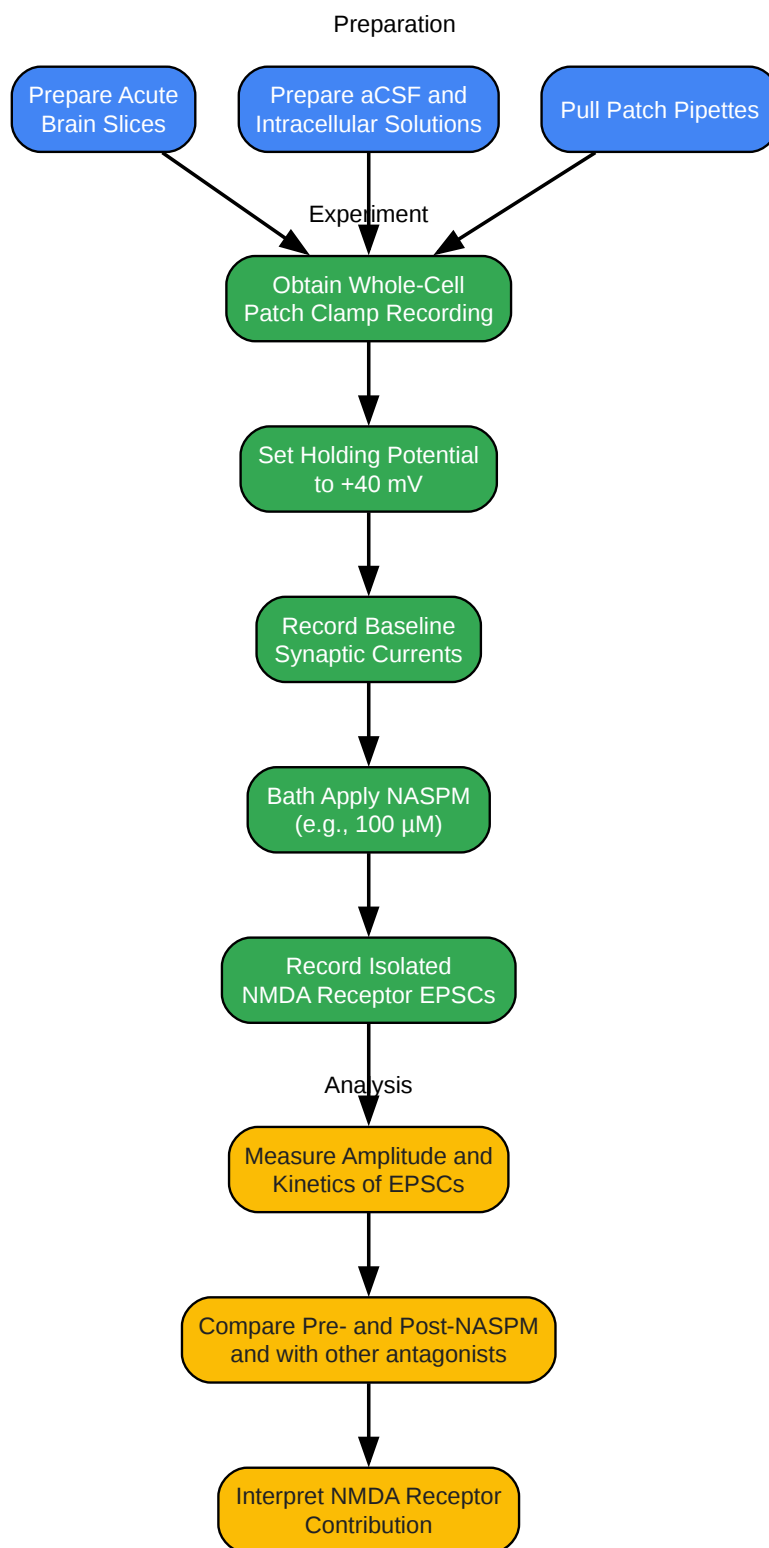 Preparation
Prepare Acute
Brain Slices
Prepare aCSF and
Intracellular Solutions
Pull Patch Pipettes
Experiment
Obtain Whole-Cell
Patch Clamp Recording
Set Holding Potential
to +40 mV
Record Baseline
Synaptic Currents
Bath Apply NASPM
(e.g., 100 µM)
Record Isolated
NMDA Receptor EPSCs
Analysis
Measure Amplitude and
Kinetics of EPSCs
Compare Pre- and Post-NASPM
and with other antagonists
Interpret NMDA Receptor
Contribution